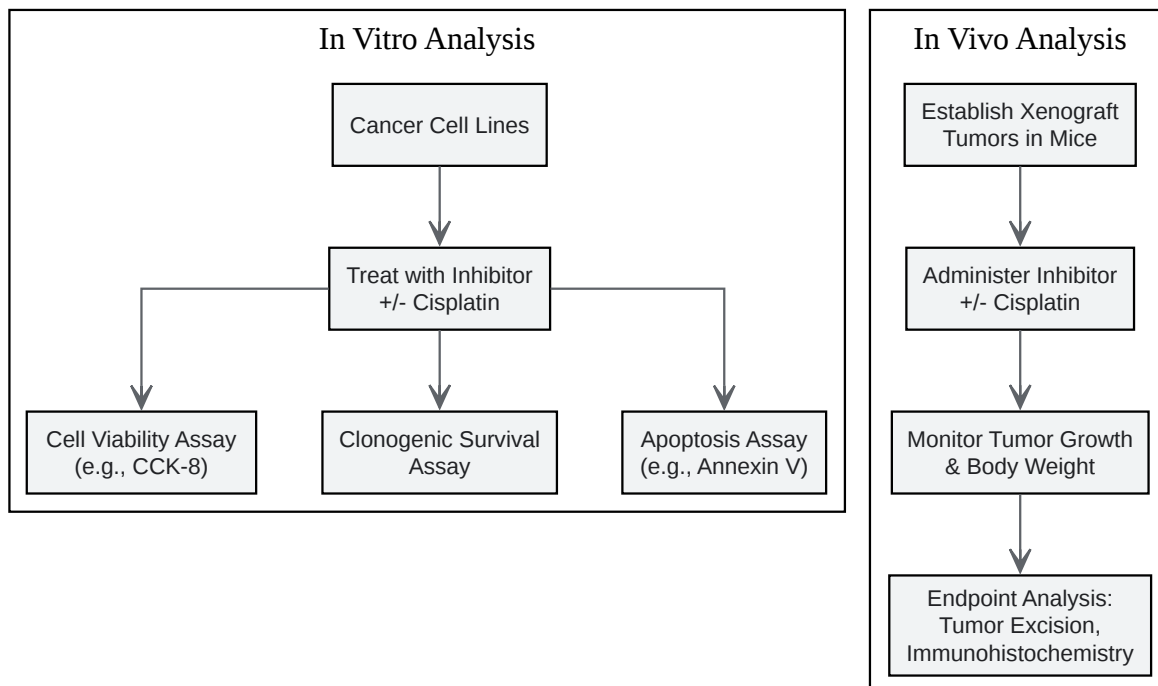 In Vitro Analysis
Cancer Cell Lines
Treat with Inhibitor
+/- Cisplatin
Cell Viability Assay
(e.g., CCK-8)
Clonogenic Survival
Assay
Apoptosis Assay
(e.g., Annexin V)
In Vivo Analysis
Establish Xenograft
Tumors in Mice
Administer Inhibitor
+/- Cisplatin
Monitor Tumor Growth
& Body Weight
Endpoint Analysis:
Tumor Excision,
Immunohistochemistry